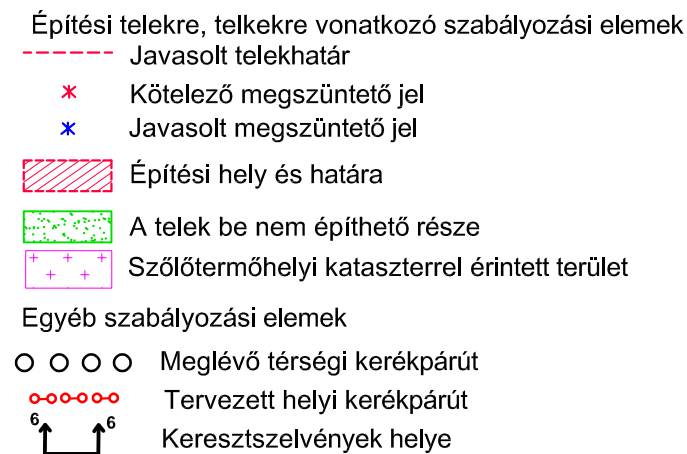 Építési telekre, telkekre vonatkozó szabályozási elemek
Javasolt telekhatár
Kötelező megszüntető jel
Javasolt megszüntető jel
Építési hely és határa
A telek be nem építhető része
Szőlőtermőhelyi kataszterrel érintett terület
Egyéb szabályozási elemek
Meglévő térségi kerékpárút
Tervezett helyi kerékpárút
6 6 Keresztszelvények helye